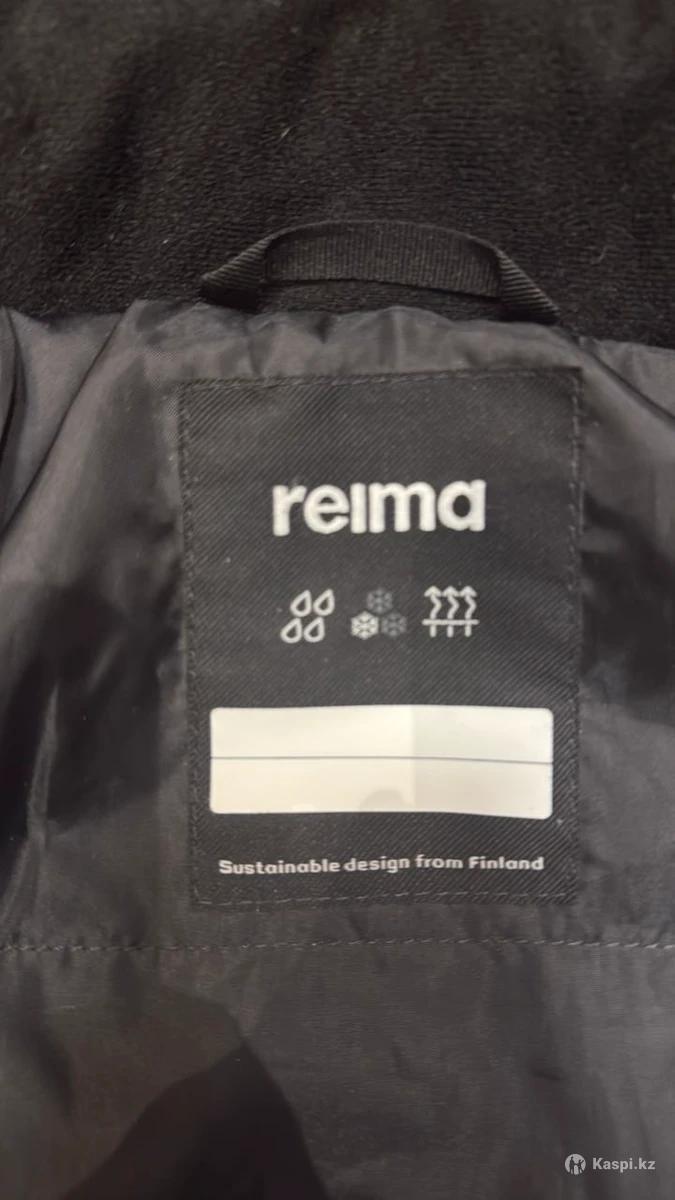 reima
Sustainable design from Finland
Kaspi.kz